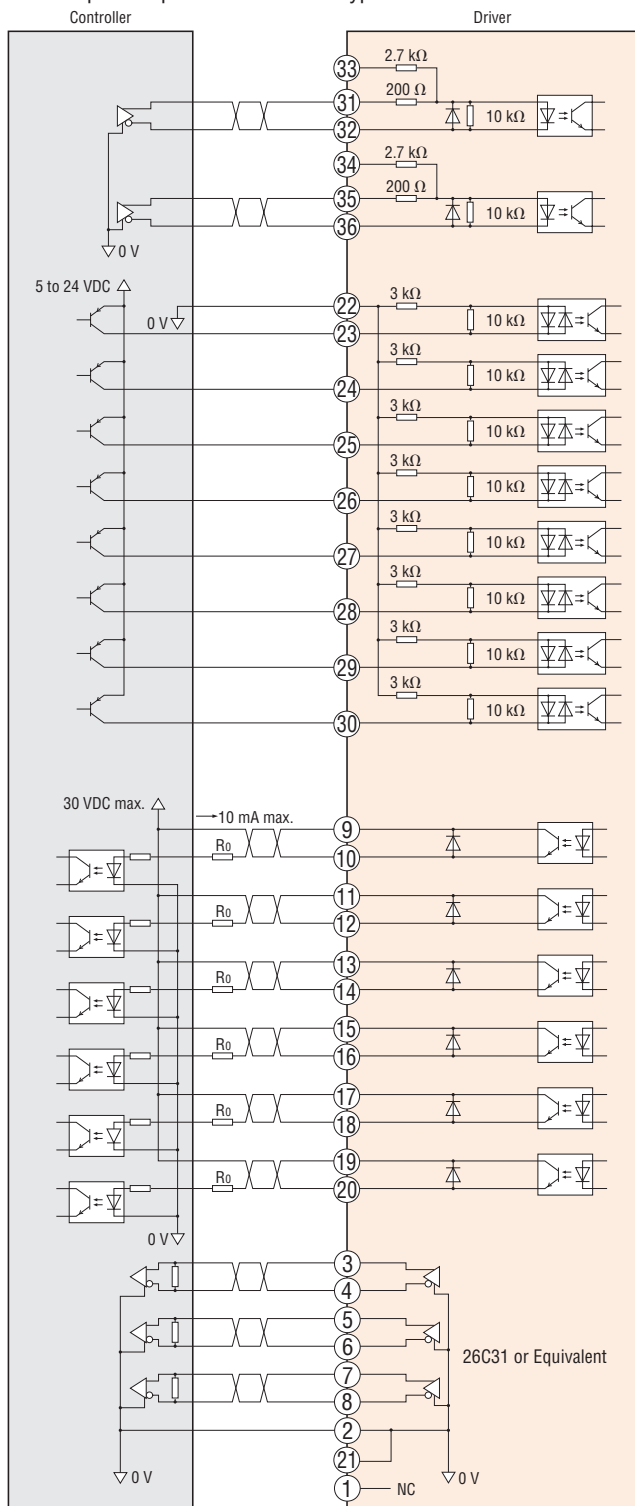 Controller Driver
2.7 kΩ
33
200 Ω
31
10 kΩ
32
2.7 kΩ
34
200 Ω
35
10 kΩ
36
0 V
5 to 24 VDC
22 3 kΩ
0 V 10 kΩ
23
3 kΩ
10 kΩ
24
3 kΩ
10 kΩ
25
3 kΩ
10 kΩ
26
3 kΩ
10 kΩ
27
3 kΩ
10 kΩ
28
3 kΩ
10 kΩ
29
3 kΩ
10 kΩ
30
30 VDC max. 10 mA max.
9
R0 10
11
R0 12
13
R0 14
15
R0 16
17
R0 18
19
R0 20
0 V
3
4
5
6 26C31 or Equivalent
7
8
2
21
0 V 0 V
1 NC